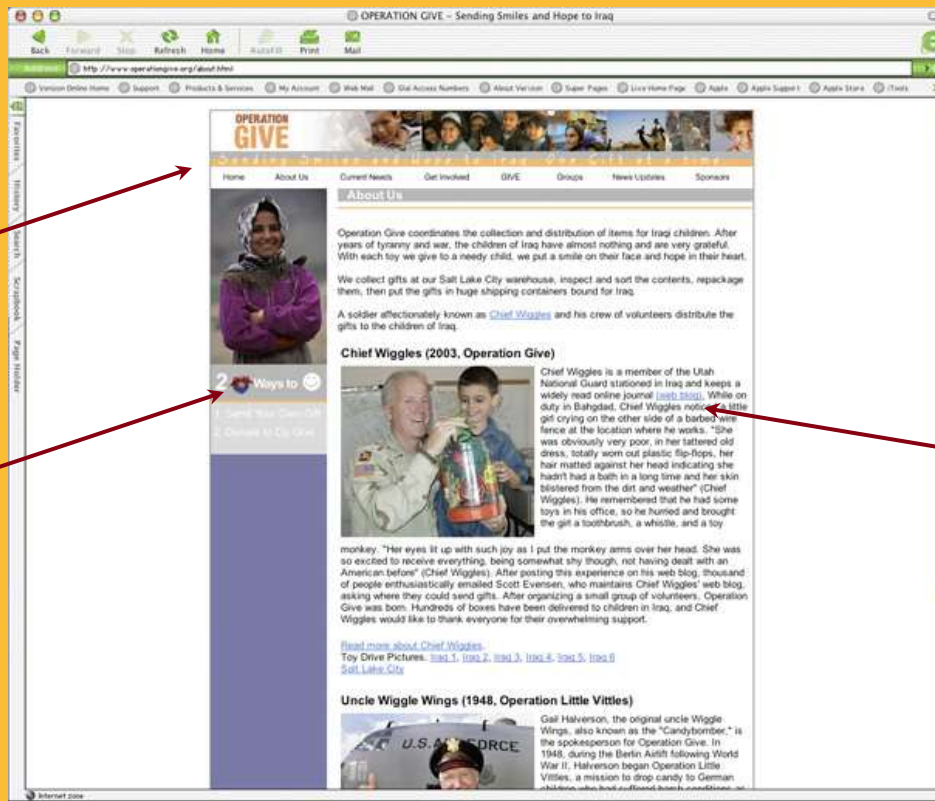 OPERATION GIVE - Sending Smiles and Hope to Iraq
Back Forward Stop Refresh Home AutoFill Print Mail
Address http://www.operationgive.org/about.html
Verizon Online Home Support Products & Services My Account Web Mail Dial Access Numbers About Verizon Super Pages Live Home Page Apple Apple Support Apple Store iTools
Favorites
History
Search
Scrapbook
Page Holder
OPERATION
GIVE
Sending Smiles and Hope to Iraq One Gift at a time
Home About Us Current Needs Get Involved GIVE Groups News Updates Sponsors
About Us
Operation Give coordinates the collection and distribution of items for Iraqi children. After
years of tyranny and war, the children of Iraq have almost nothing and are very grateful.
With each toy we give to a needy child, we put a smile on their face and hope in their heart.
We collect gifts at our Salt Lake City warehouse, inspect and sort the contents, repackage
them, then put the gifts in huge shipping containers bound for Iraq.
A soldier affectionately known as Chief Wiggles and his crew of volunteers distribute the
gifts to the children of Iraq.
2 Ways to
1. Send Your Own Gift
2. Donate to Op Give
Chief Wiggles (2003, Operation Give)
Chief Wiggles is a member of the Utah
National Guard stationed in Iraq and keeps a
widely read online journal (web blog). While on
duty in Bahgdad, Chief Wiggles notice a little
girl crying on the other side of a barbed wire
fence at the location where he works. "She
was obviously very poor, in her tattered old
dress, totally worn out plastic flip-flops, her
hair matted against her head indicating she
hadn't had a bath in a long time and her skin
blistered from the dirt and weather" (Chief
Wiggles). He remembered that he had some
toys in his office, so he hurried and brought
the girl a toothbrush, a whistle, and a toy
monkey. "Her eyes lit up with such joy as I put the monkey arms over her head. She was
so excited to receive everything, being somewhat shy though, not having dealt with an
American before" (Chief Wiggles). After posting this experience on his web blog, thousand
of people enthusiastically emailed Scott Evensen, who maintains Chief Wiggles' web blog,
asking where they could send gifts. After organizing a small group of volunteers, Operation
Give was born. Hundreds of boxes have been delivered to children in Iraq, and Chief
Wiggles would like to thank everyone for their overwhelming support.
Read more about Chief Wiggles.
Toy Drive Pictures. Iraq 1, Iraq 2, Iraq 3, Iraq 4, Iraq 5, Iraq 6
Salt Lake City
Uncle Wiggle Wings (1948, Operation Little Vittles)
U.S. AIR FORCE
Gail Halverson, the original uncle Wiggle
Wings, also known as the "Candybomber," is
the spokesperson for Operation Give. In
1948, during the Berlin Airlift following World
War II, Halverson began Operation Little
Vittles, a mission to drop candy to German
children who had suffered harsh conditions as
Internet zone